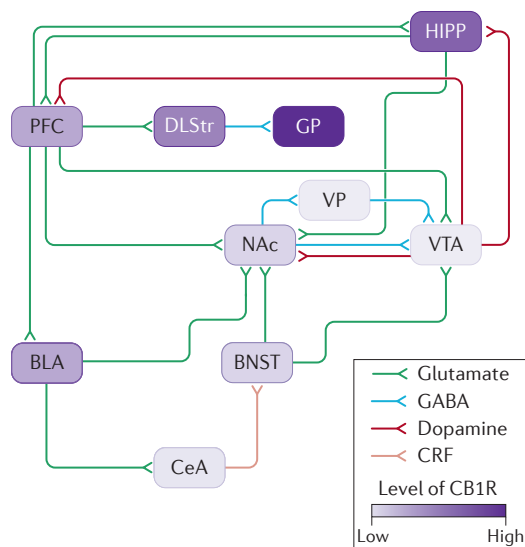 HIPP
PFC
DLStr
GP
VP
NAc
VTA
BLA
BNST
CeA
Glutamate
GABA
Dopamine
CRF
Level of CB1R
Low High